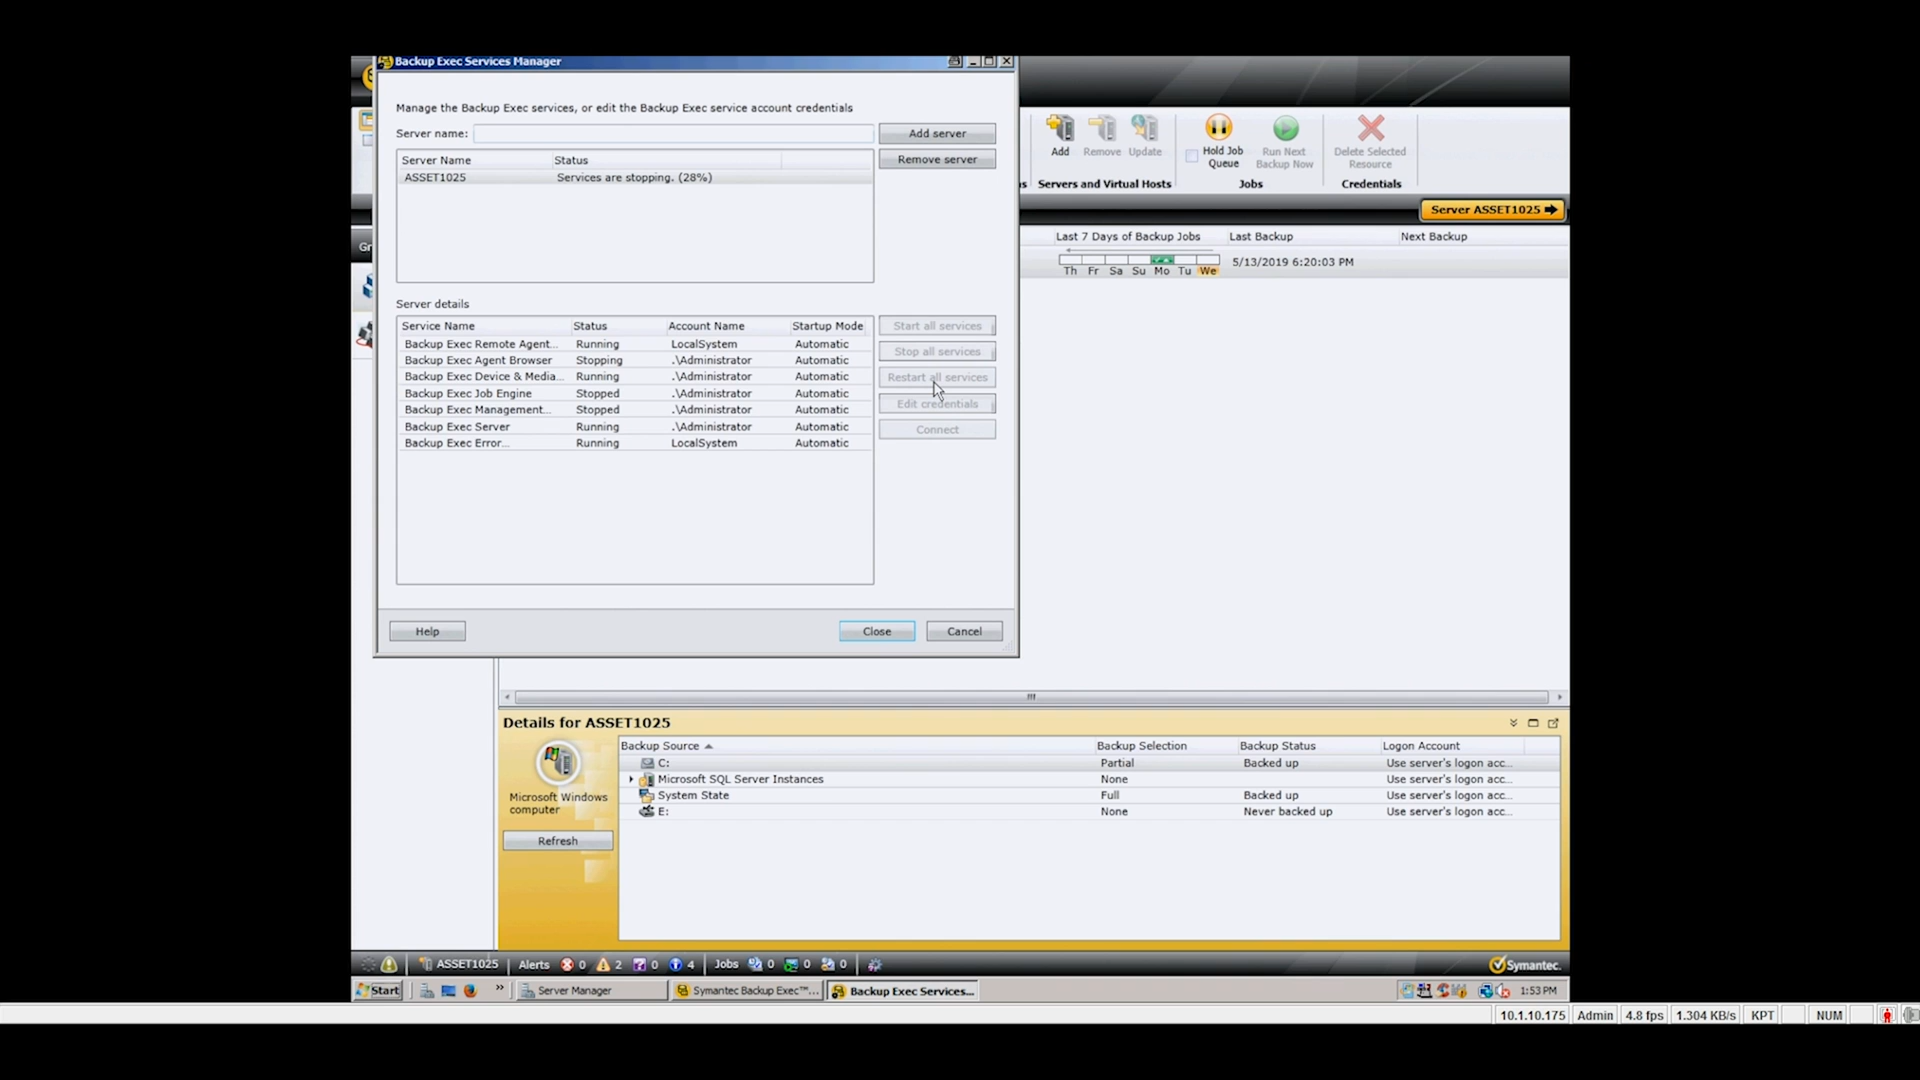 Backup Exec Services Manager
Manage the Backup Exec services, or edit the Backup Exec service account credentials
Server name:
Add server
Server Name Status
Remove server
ASSET1025 Services are stopping. (28%)
Server details
Service Name Status Account Name Startup Mode
Backup Exec Remote Agent... Running LocalSystem Automatic
Backup Exec Agent Browser Stopping .\Administrator Automatic
Backup Exec Device & Media... Running .\Administrator Automatic
Backup Exec Job Engine Stopped .\Administrator Automatic
Backup Exec Management... Stopped .\Administrator Automatic
Backup Exec Server Running .\Administrator Automatic
Backup Exec Error... Running LocalSystem Automatic
Start all services
Stop all services
Restart all services
Edit credentials
Connect
Help
Close
Cancel
Add Remove Update
Hold Job Queue
Run Next Backup Now
Delete Selected Resource
Servers and Virtual Hosts
Jobs
Credentials
Server ASSET1025
Gr
Last 7 Days of Backup Jobs Last Backup Next Backup
5/13/2019 6:20:03 PM
Th Fr Sa Su Mo Tu We
Details for ASSET1025
Microsoft Windows
computer
Refresh
Backup Source Backup Selection Backup Status Logon Account
C: Partial Backed up Use server's logon acc...
Microsoft SQL Server Instances None Use server's logon acc...
System State Full Backed up Use server's logon acc...
E: None Never backed up Use server's logon acc...
ASSET1025 Alerts 0 2 0 4 Jobs 0 0 0
Symantec.
Start » Server Manager Symantec Backup Exec™... Backup Exec Services... 1:53 PM
10.1.10.175 Admin 4.8 fps 1.304 KB/s KPT NUM